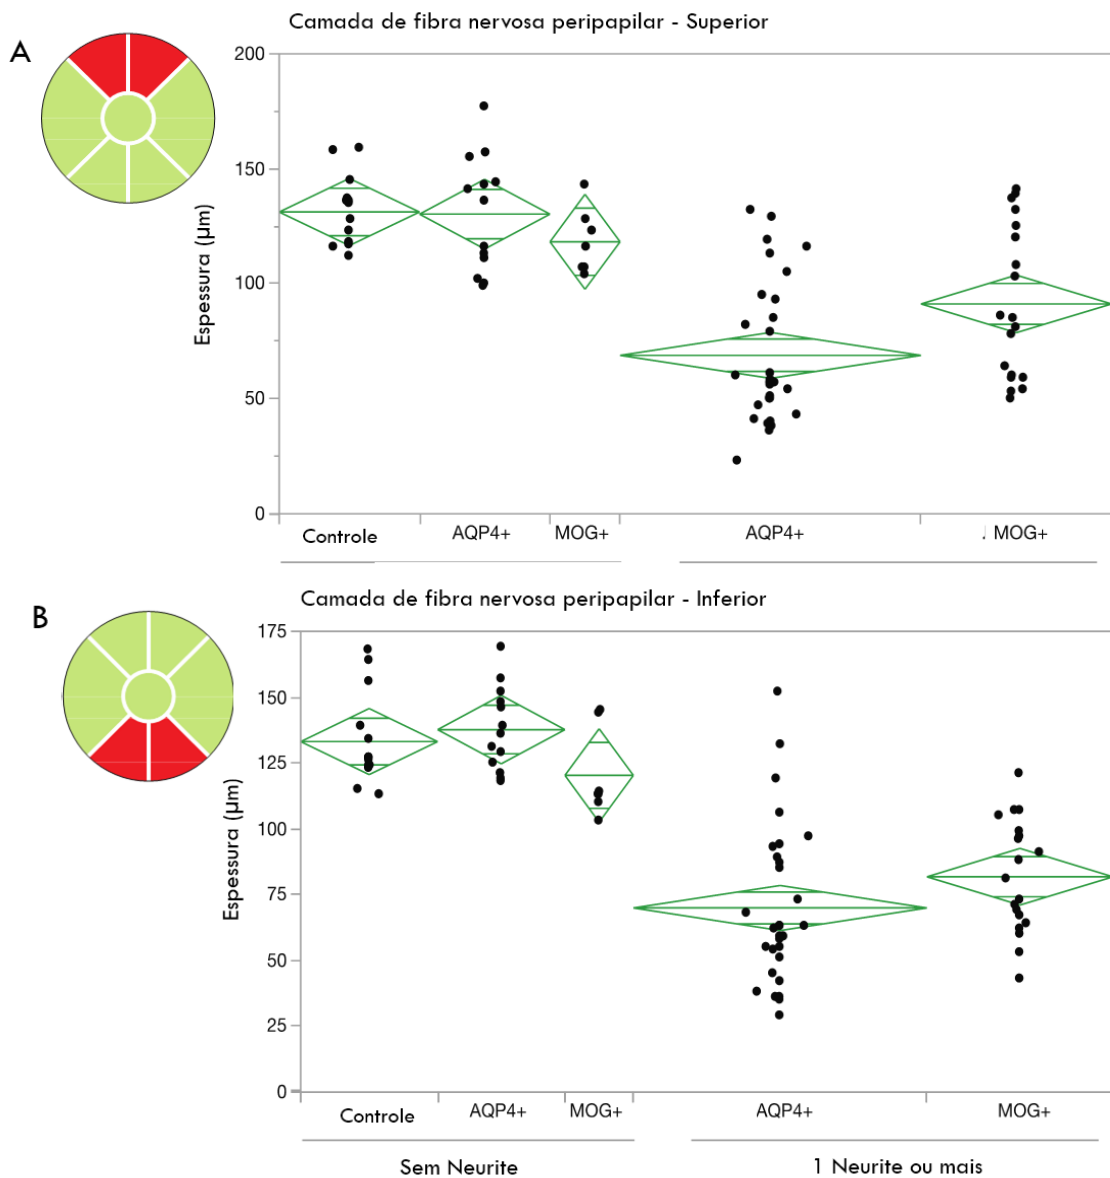 A
Camada de fibra nervosa peripapilar - Superior
Espessura (µm)
200
150
100
50
0
Controle
AQP4+
MOG+
AQP4+
MOG+
B
Camada de fibra nervosa peripapilar - Inferior
Espessura (µm)
175
150
125
100
75
50
25
0
Controle
AQP4+
MOG+
AQP4+
MOG+
Sem Neurite
1 Neurite ou mais